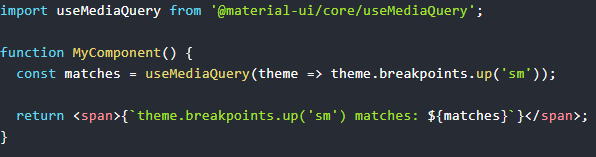 import useMediaQuery from '@material-ui/core/useMediaQuery';
function MyComponent() {
  const matches = useMediaQuery(theme => theme.breakpoints.up('sm'));
  return <span>{`theme.breakpoints.up('sm') matches: ${matches}`}</span>;
}